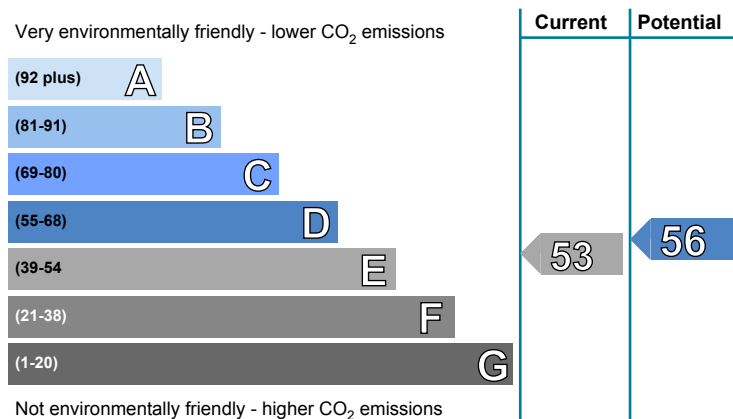 Current Potential
Very environmentally friendly - lower CO2 emissions
(92 plus) A
(81-91) B
(69-80) C
(55-68) D
56
53
(39-54 E
(21-38) F
(1-20) G
Not environmentally friendly - higher CO2 emissions